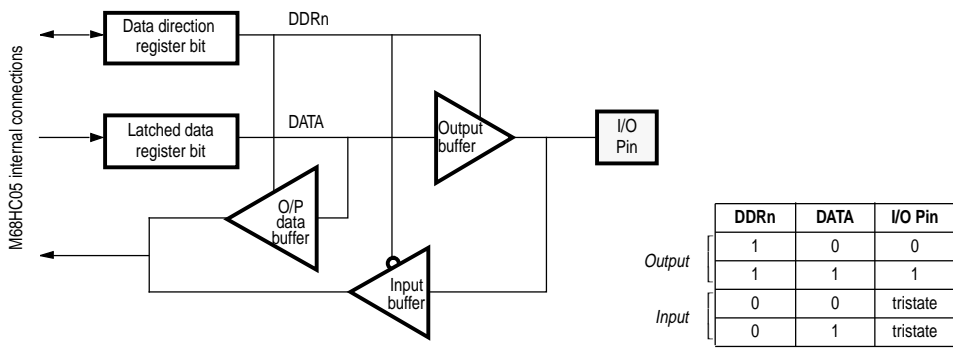 M68HC05 internal connections
Data direction
register bit
DDRn
Latched data
register bit
DATA
Output
buffer
I/O
Pin
O/P
data
buffer
Input
buffer
DDRn DATA I/O Pin
Output
1 0 0
1 1 1
Input
0 0 tristate
0 1 tristate